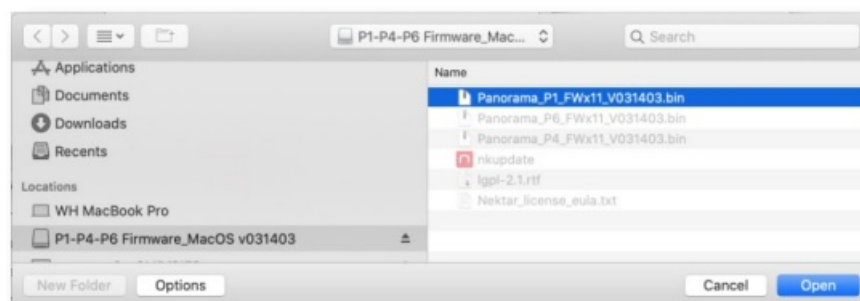 P1-P4-P6 Firmware_Mac...
Search
Applications
Documents
Downloads
Recents
Locations
WH MacBook Pro
P1-P4-P6 Firmware_MacOS v031403
Name
Panorama_P1_FWx11_V031403.bin
Panorama_P6_FWx11_V031403.bin
Panorama_P4_FWx11_V031403.bin
nkupdate
lgpl-2.1.rtf
Nektar_license_eula.txt
New Folder
Options
Cancel
Open